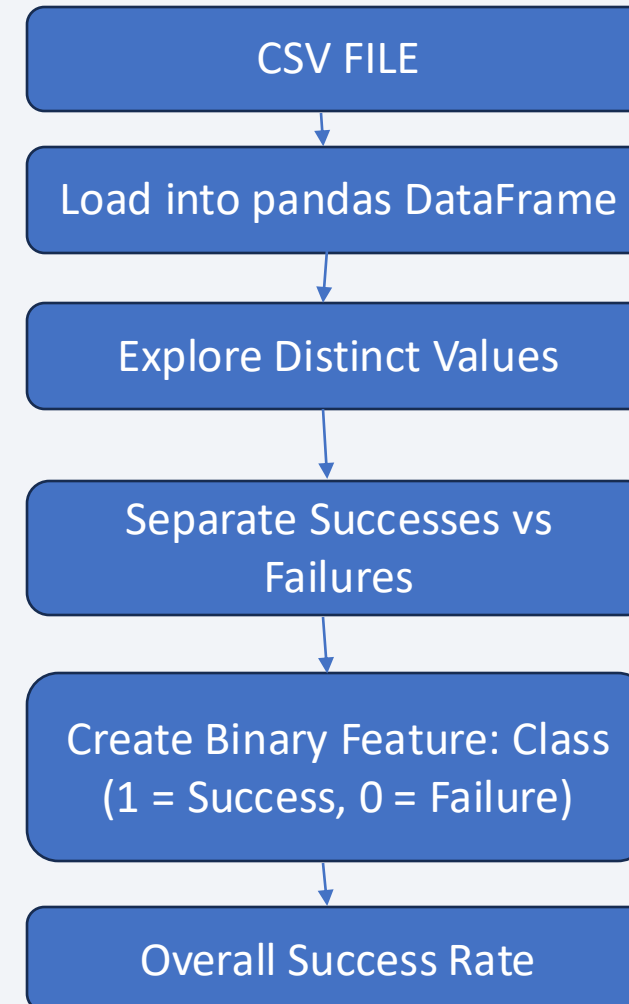 CSV FILE
Load into pandas DataFrame
Explore Distinct Values
Separate Successes vs
Failures
Create Binary Feature: Class
(1 = Success, 0 = Failure)
Overall Success Rate